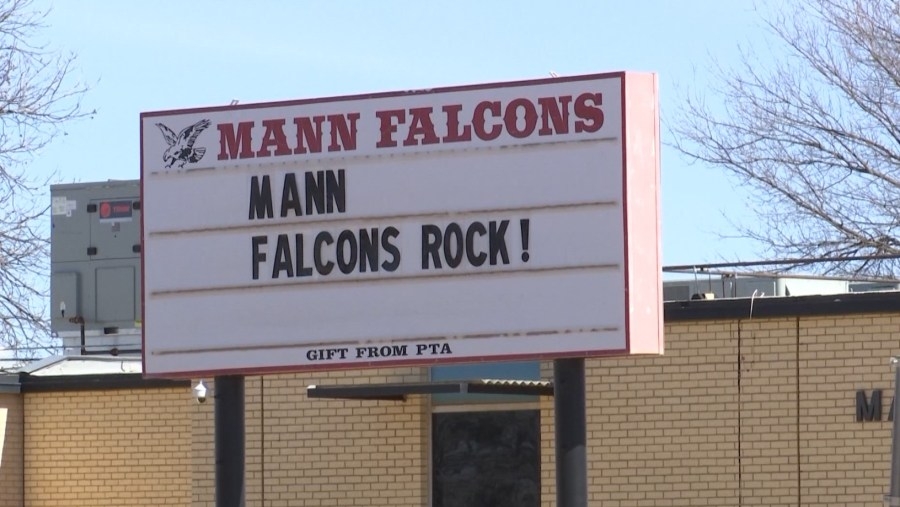 MANN FALCONS
MANN
FALCONS ROCK!
GIFT FROM PTA